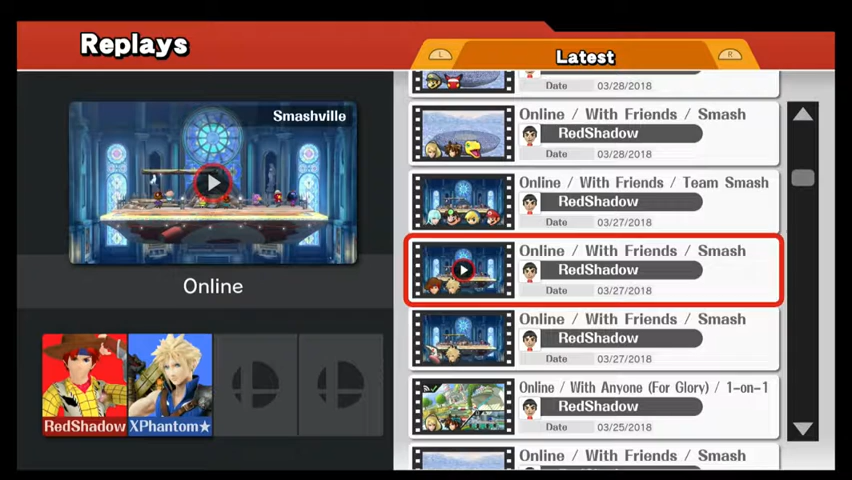 Replays
L
Latest
R
Smashville
Online
RedShadow
XPhantom★
Date
03/28/2018
Online / With Friends / Smash
RedShadow
Date
03/28/2018
Online / With Friends / Team Smash
RedShadow
Date
03/27/2018
Online / With Friends / Smash
RedShadow
Date
03/27/2018
Online / With Friends / Smash
RedShadow
Date
03/27/2018
Online / With Anyone (For Glory) / 1-on-1
RedShadow
Date
03/25/2018
Online / With Friends / Smash